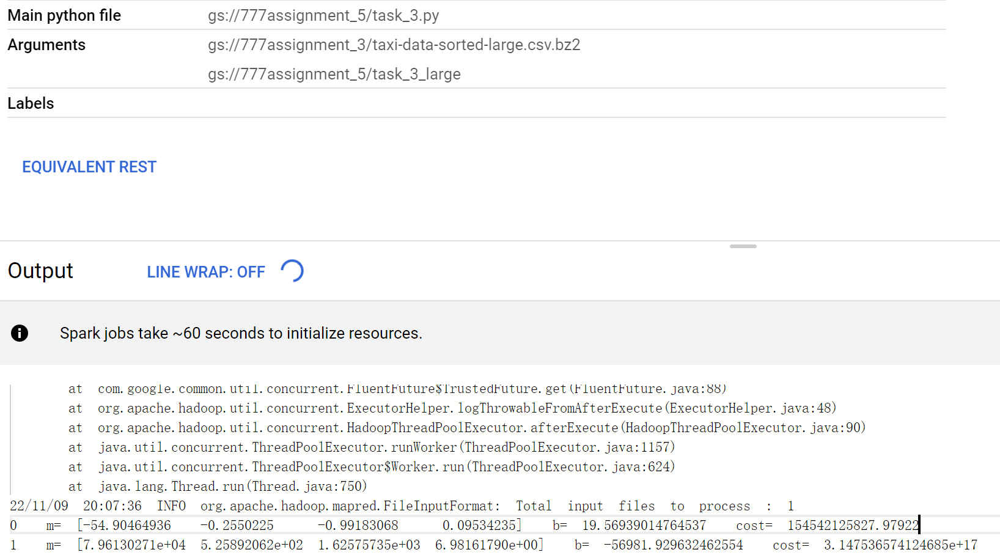 Main python file gs://777assignment_5/task_3.py
Arguments gs://777assignment_3/taxi-data-sorted-large.csv.bz2
gs://777assignment_5/task_3_large
Labels
EQUIVALENT REST
Output LINE WRAP: OFF
Spark jobs take ~60 seconds to initialize resources.
at com.google.common.util.concurrent.FluentFuture$TrustedFuture.get(FluentFuture.java:88)
at org.apache.hadoop.util.concurrent.ExecutorHelper.logThrowableFromAfterExecute(ExecutorHelper.java:48)
at org.apache.hadoop.util.concurrent.HadoopThreadPoolExecutor.afterExecute(HadoopThreadPoolExecutor.java:90)
at java.util.concurrent.ThreadPoolExecutor.runWorker(ThreadPoolExecutor.java:1157)
at java.util.concurrent.ThreadPoolExecutor$Worker.run(ThreadPoolExecutor.java:624)
at java.lang.Thread.run(Thread.java:750)
22/11/09 20:07:36 INFO org.apache.hadoop.mapred.FileInputFormat: Total input files to process : 1
0 m= [-54.90464936 -0.2550225 -0.99183068 0.09534235] b= 19.56939014764537 cost= 154542125827.97922
1 m= [7.96130271e+04 5.25892062e+02 1.62575735e+03 6.98161790e+00] b= -56981.929632462554 cost= 3.147536574124685e+17